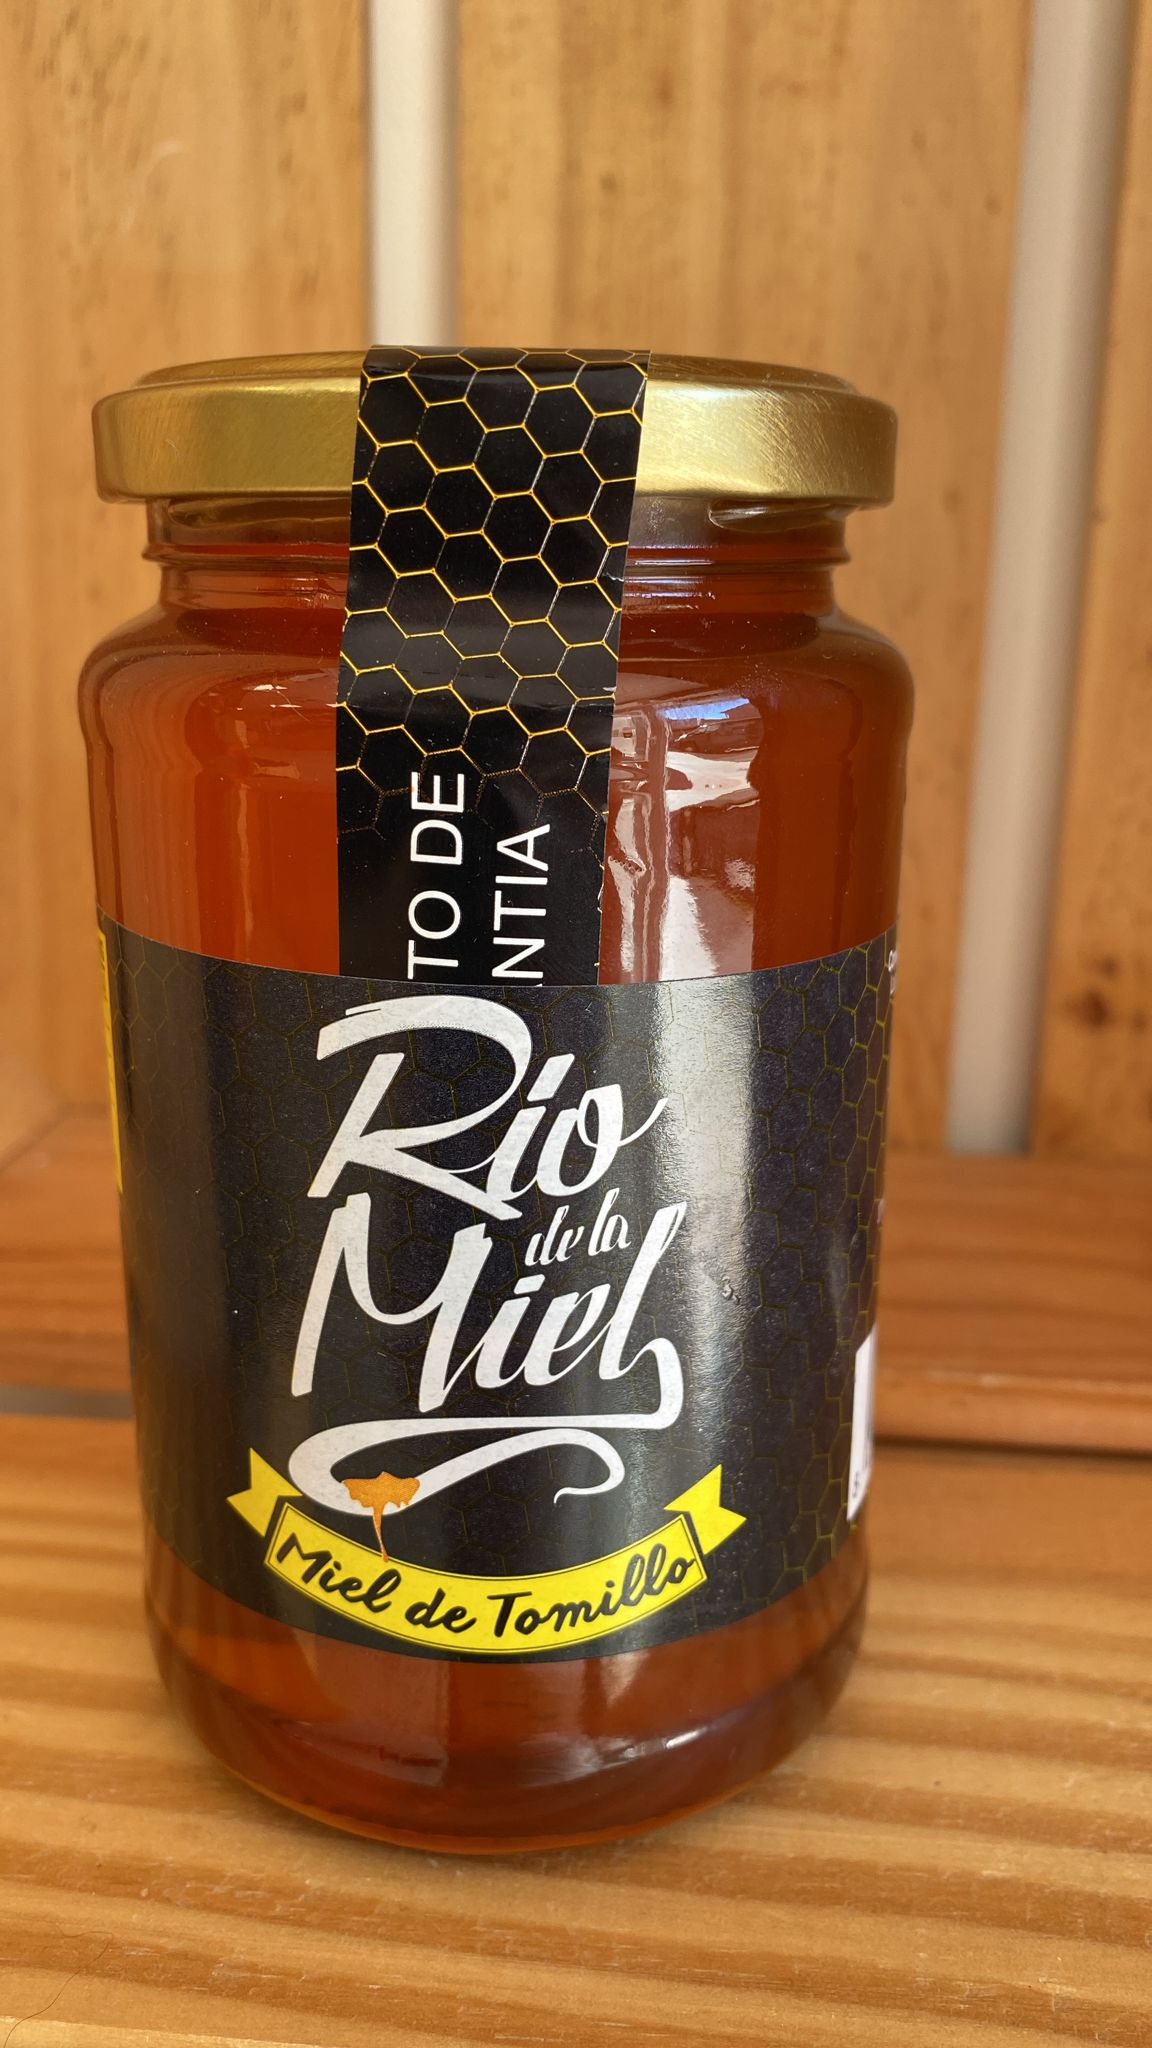 TO DE
NTIA
Río
de la
Miel
Miel de Tomillo